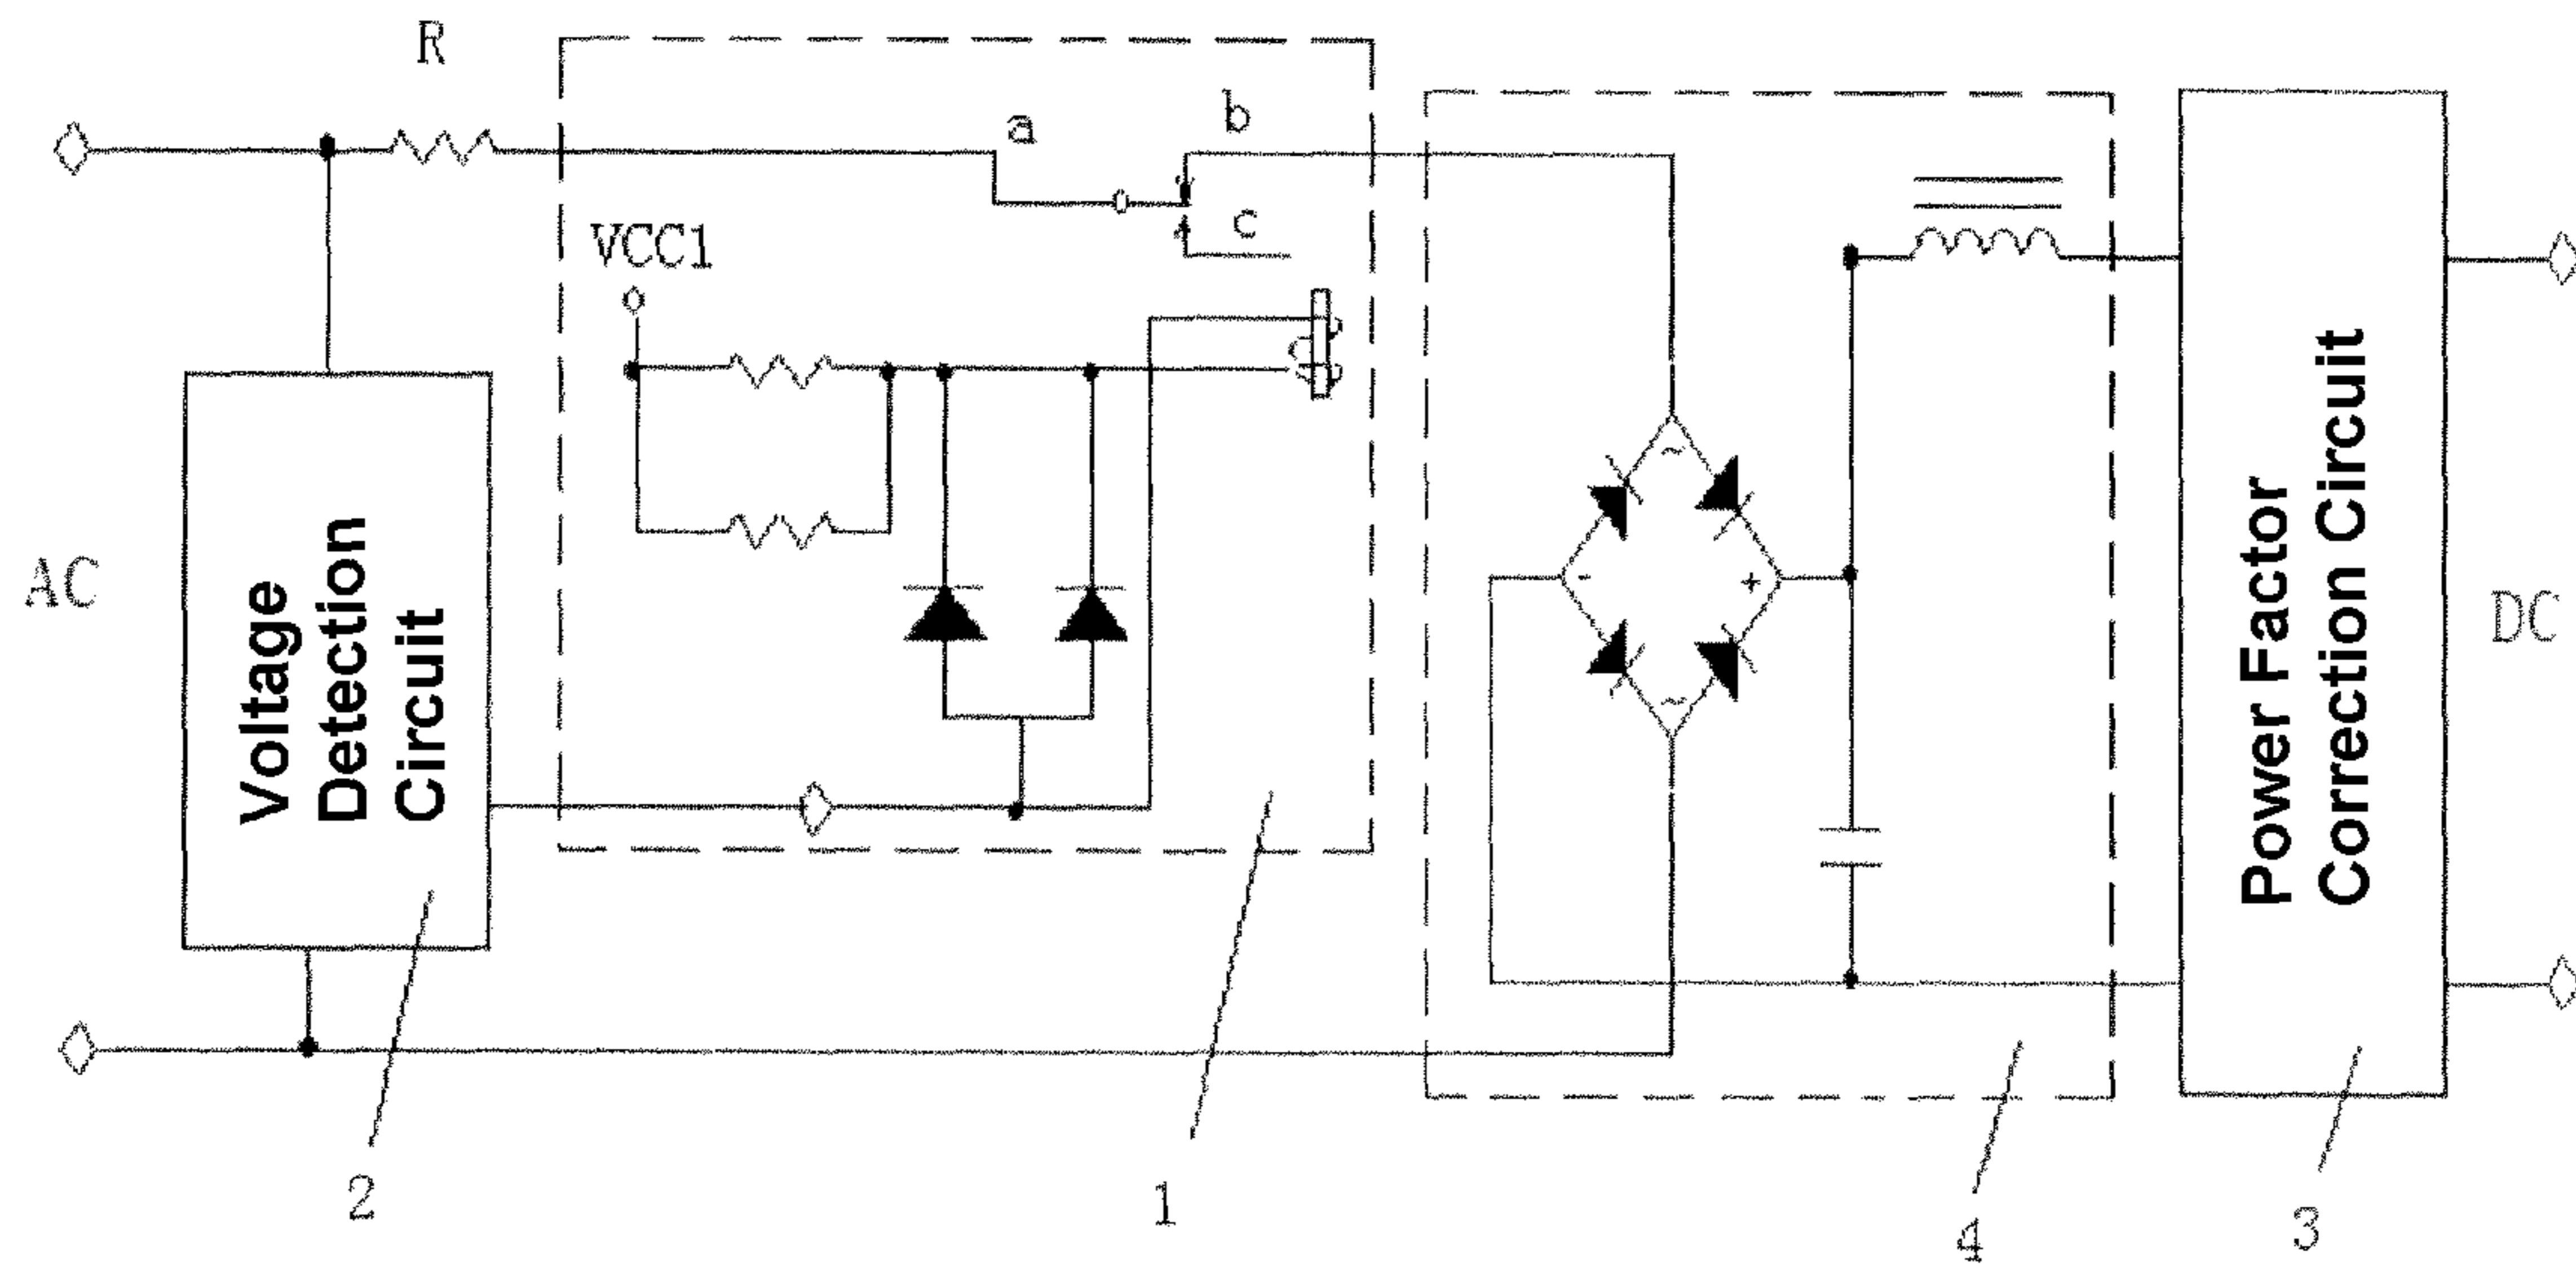 R
a
b
c
VCC1
AC
Voltage
Detection
Circuit
~
-
+
~
Power Factor
Correction Circuit
DC
2
1
4
3